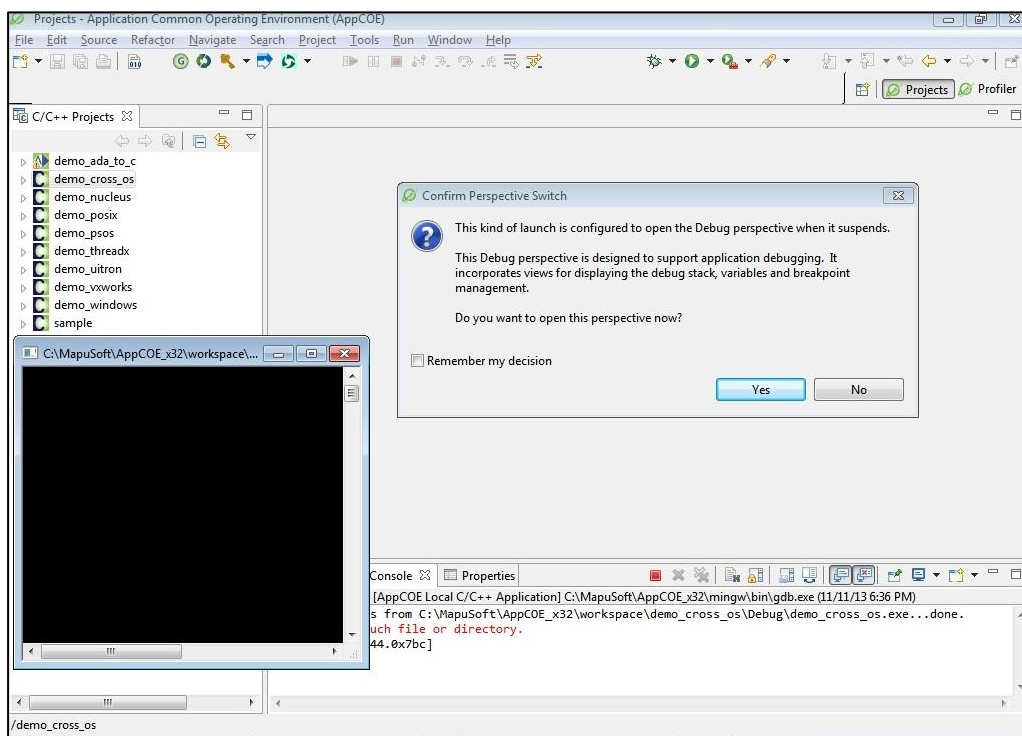 Projects - Application Common Operating Environment (AppCOE)
File Edit Source Refactor Navigate Search Project Tools Run Window Help
Projects Profiler
C/C++ Projects
demo_ada_to_c
demo_cross_os
demo_nucleus
demo_posix
demo_psos
demo_threadx
demo_uitron
demo_vxworks
demo_windows
sample
Confirm Perspective Switch
This kind of launch is configured to open the Debug perspective when it suspends.
This Debug perspective is designed to support application debugging. It
incorporates views for displaying the debug stack, variables and breakpoint
management.
Do you want to open this perspective now?
Remember my decision
Yes No
C:\MapuSoft\AppCOE_x32\workspace\...
Console Properties
[AppCOE Local C/C++ Application] C:\MapuSoft\AppCOE_x32\mingw\bin\gdb.exe (11/11/13 6:36 PM)
s from C:\MapuSoft\AppCOE_x32\workspace\demo_cross_os\Debug\demo_cross_os.exe...done.
uch file or directory.
44.0x7bc]
/demo_cross_os